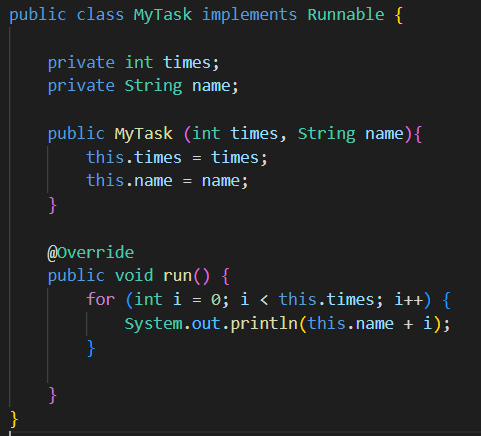 public class MyTask implements Runnable {
private int times;
private String name;
public MyTask (int times, String name){
this.times = times;
this.name = name;
}
@Override
public void run() {
for (int i = 0; i < this.times; i++) {
System.out.println(this.name + i);
}
}
}